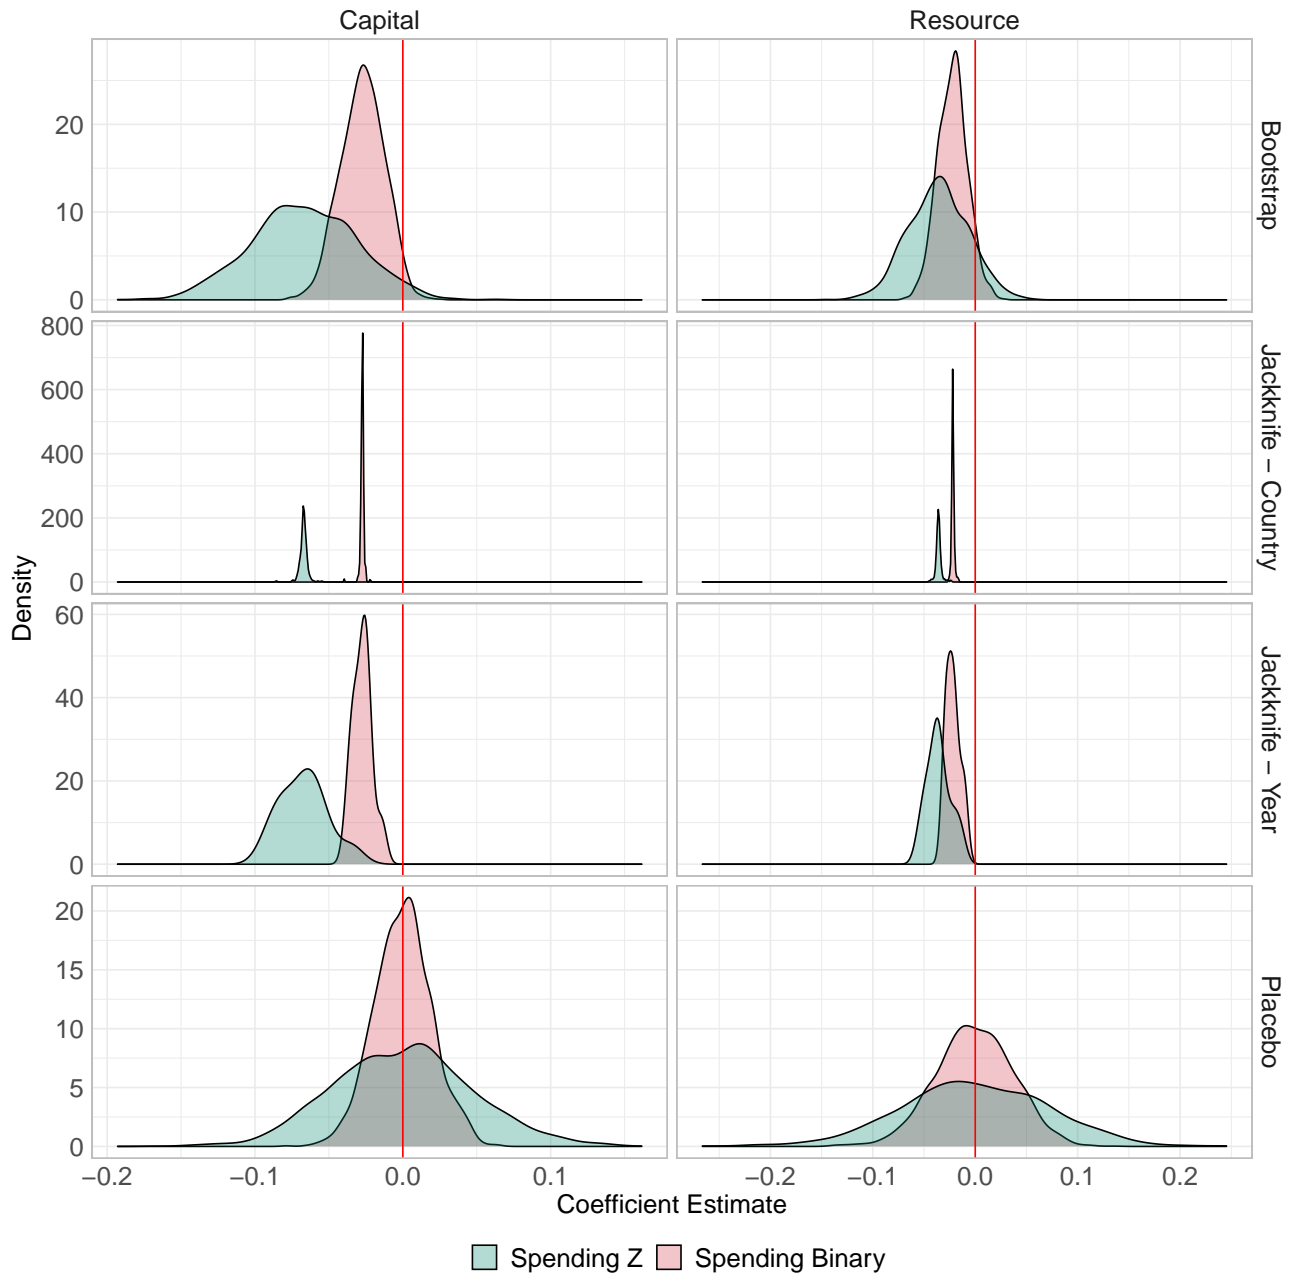 Capital
Resource
20
10
0
Bootstrap
800
600
400
200
0
Jackknife – Country
Density
60
40
20
0
Jackknife – Year
20
15
10
5
0
Placebo
−0.2 −0.1 0.0 0.1
−0.2 −0.1 0.0 0.1 0.2
Coefficient Estimate
Spending Z Spending Binary